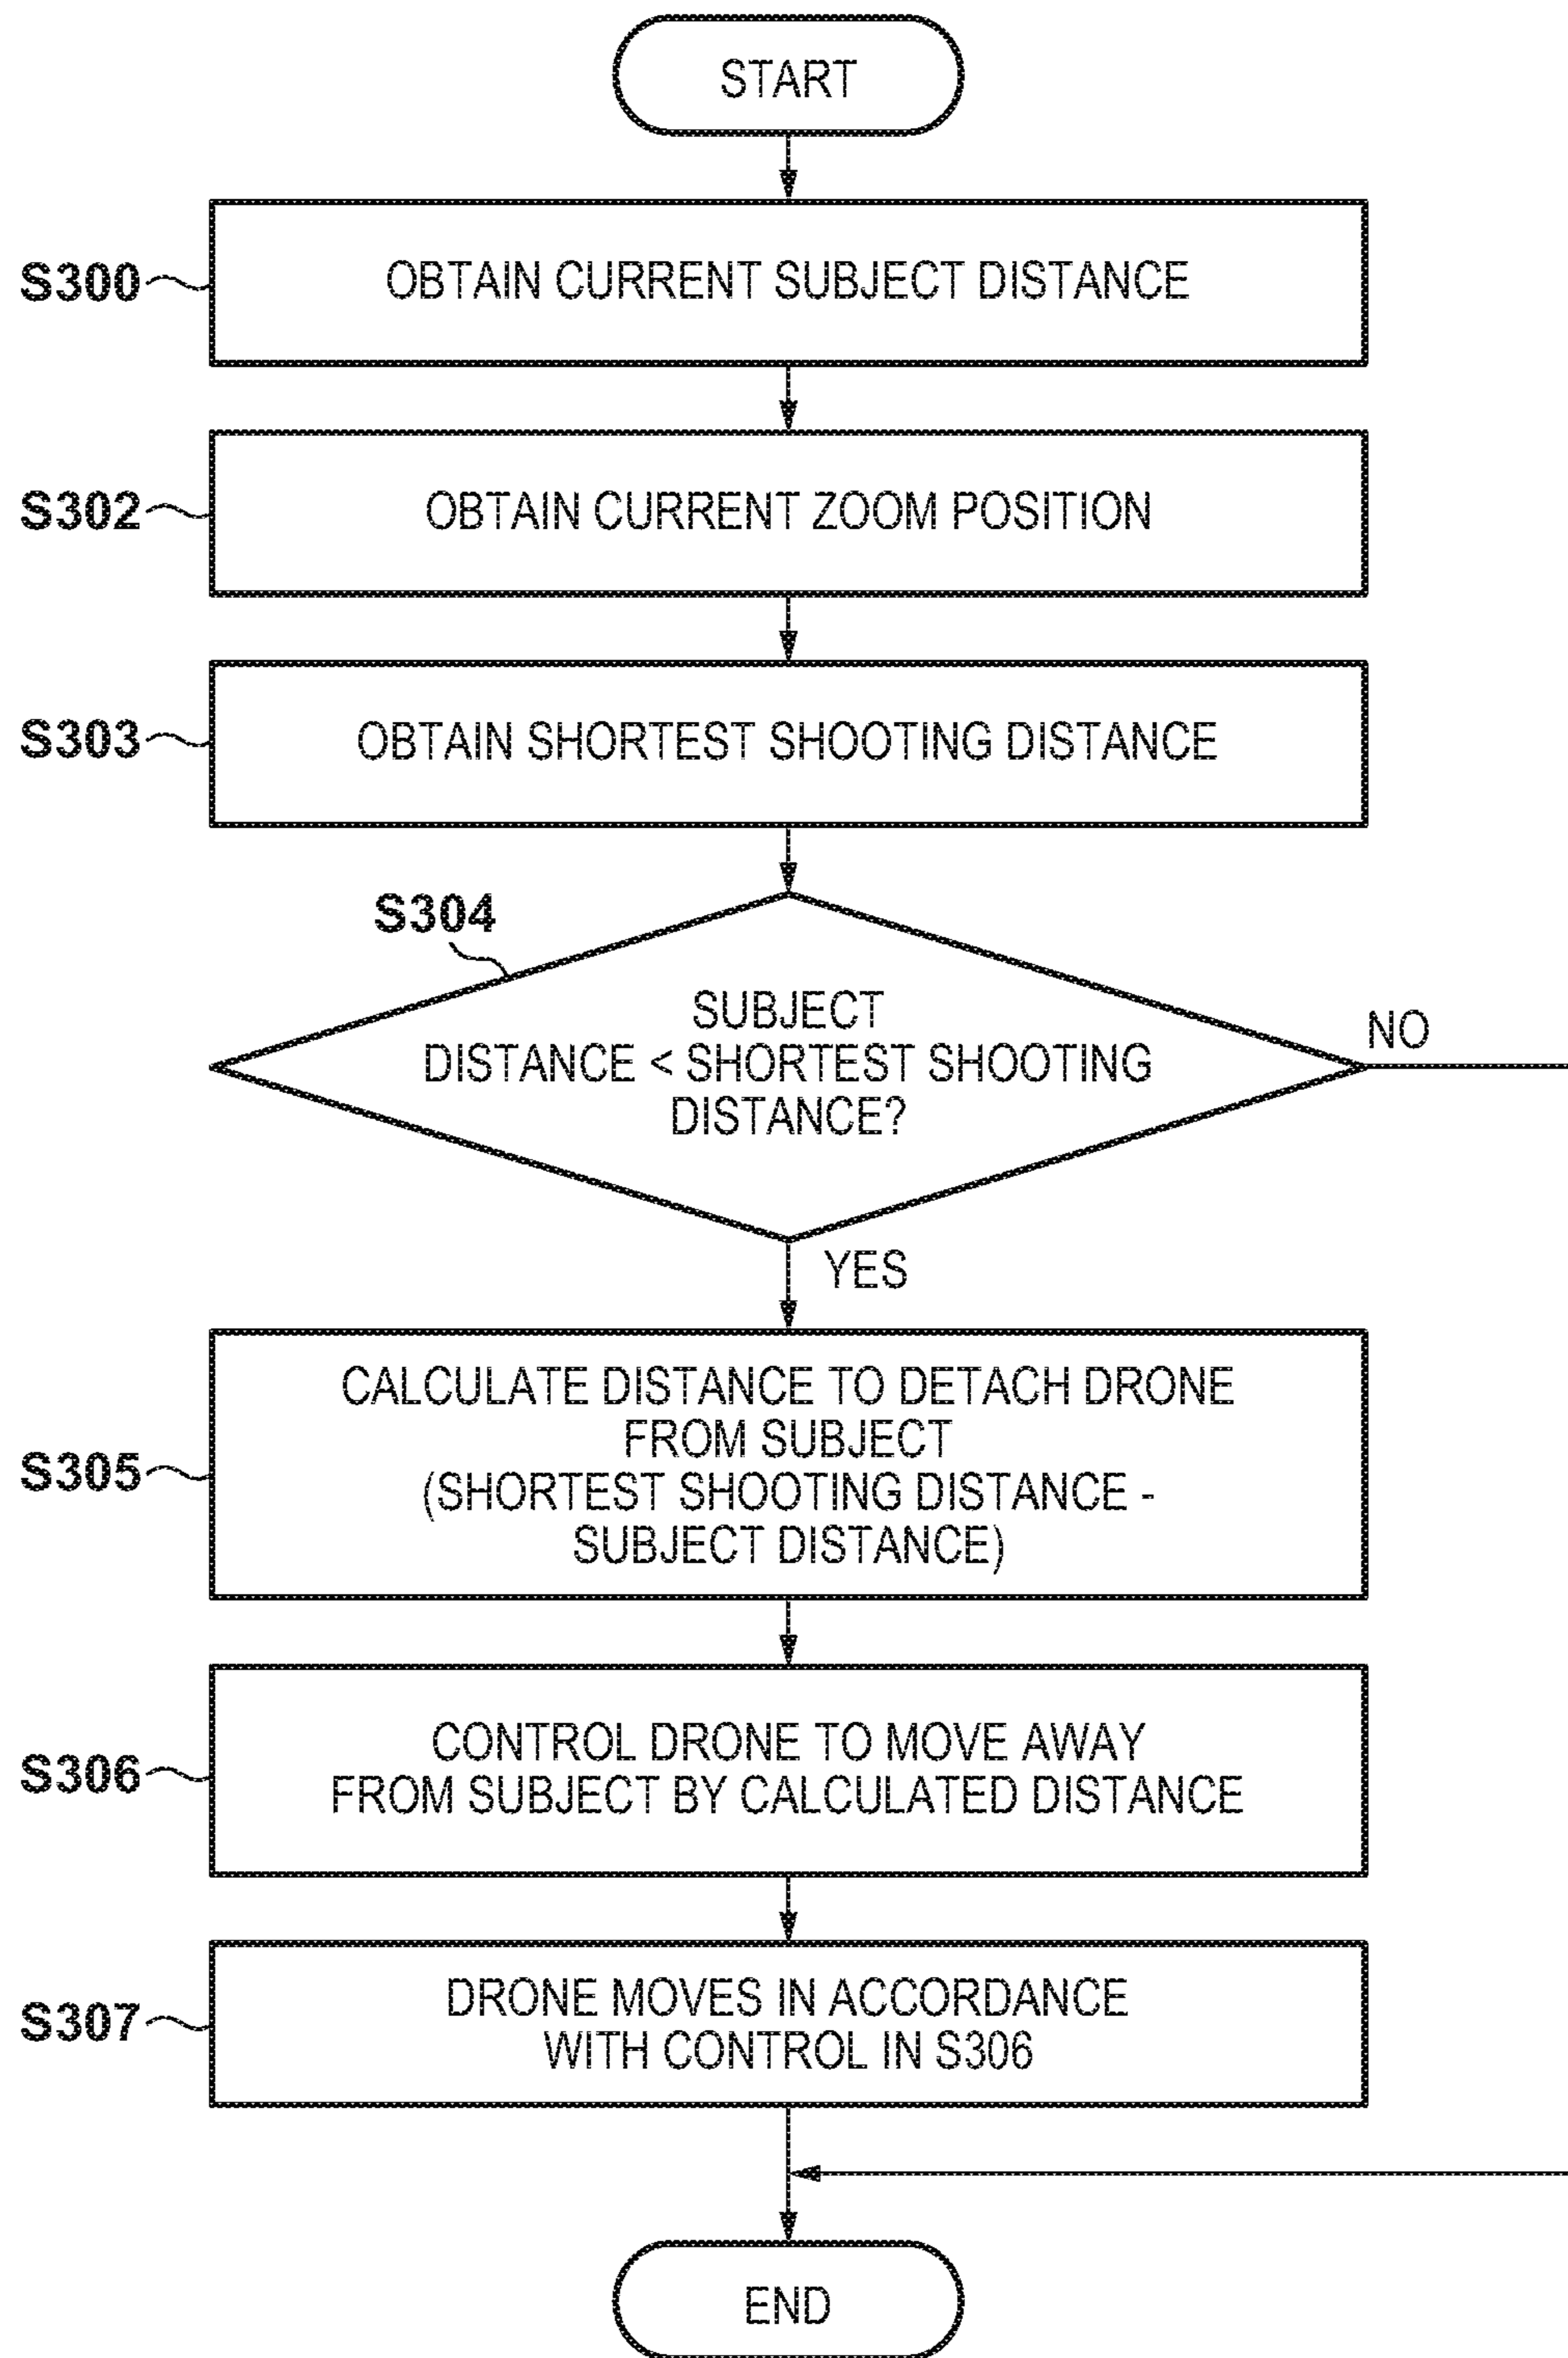 START
S300
OBTAIN CURRENT SUBJECT DISTANCE
S302
OBTAIN CURRENT ZOOM POSITION
S303
OBTAIN SHORTEST SHOOTING DISTANCE
S304
SUBJECT
DISTANCE < SHORTEST SHOOTING
DISTANCE?
NO
YES
S305
CALCULATE DISTANCE TO DETACH DRONE
FROM SUBJECT
(SHORTEST SHOOTING DISTANCE -
SUBJECT DISTANCE)
S306
CONTROL DRONE TO MOVE AWAY
FROM SUBJECT BY CALCULATED DISTANCE
S307
DRONE MOVES IN ACCORDANCE
WITH CONTROL IN S306
END